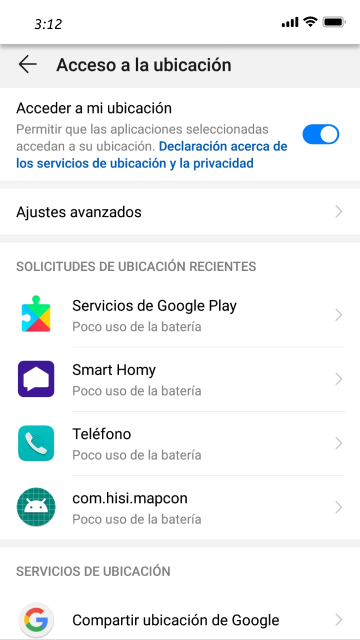 3:12
Acceso a la ubicación
Acceder a mi ubicación
Permitir que las aplicaciones seleccionadas
accedan a su ubicación. Declaración acerca de
los servicios de ubicación y la privacidad
Ajustes avanzados
SOLICITUDES DE UBICACIÓN RECIENTES
Servicios de Google Play
Poco uso de la batería
Smart Homy
Poco uso de la batería
Teléfono
Poco uso de la batería
com.hisi.mapcon
Poco uso de la batería
SERVICIOS DE UBICACIÓN
Compartir ubicación de Google